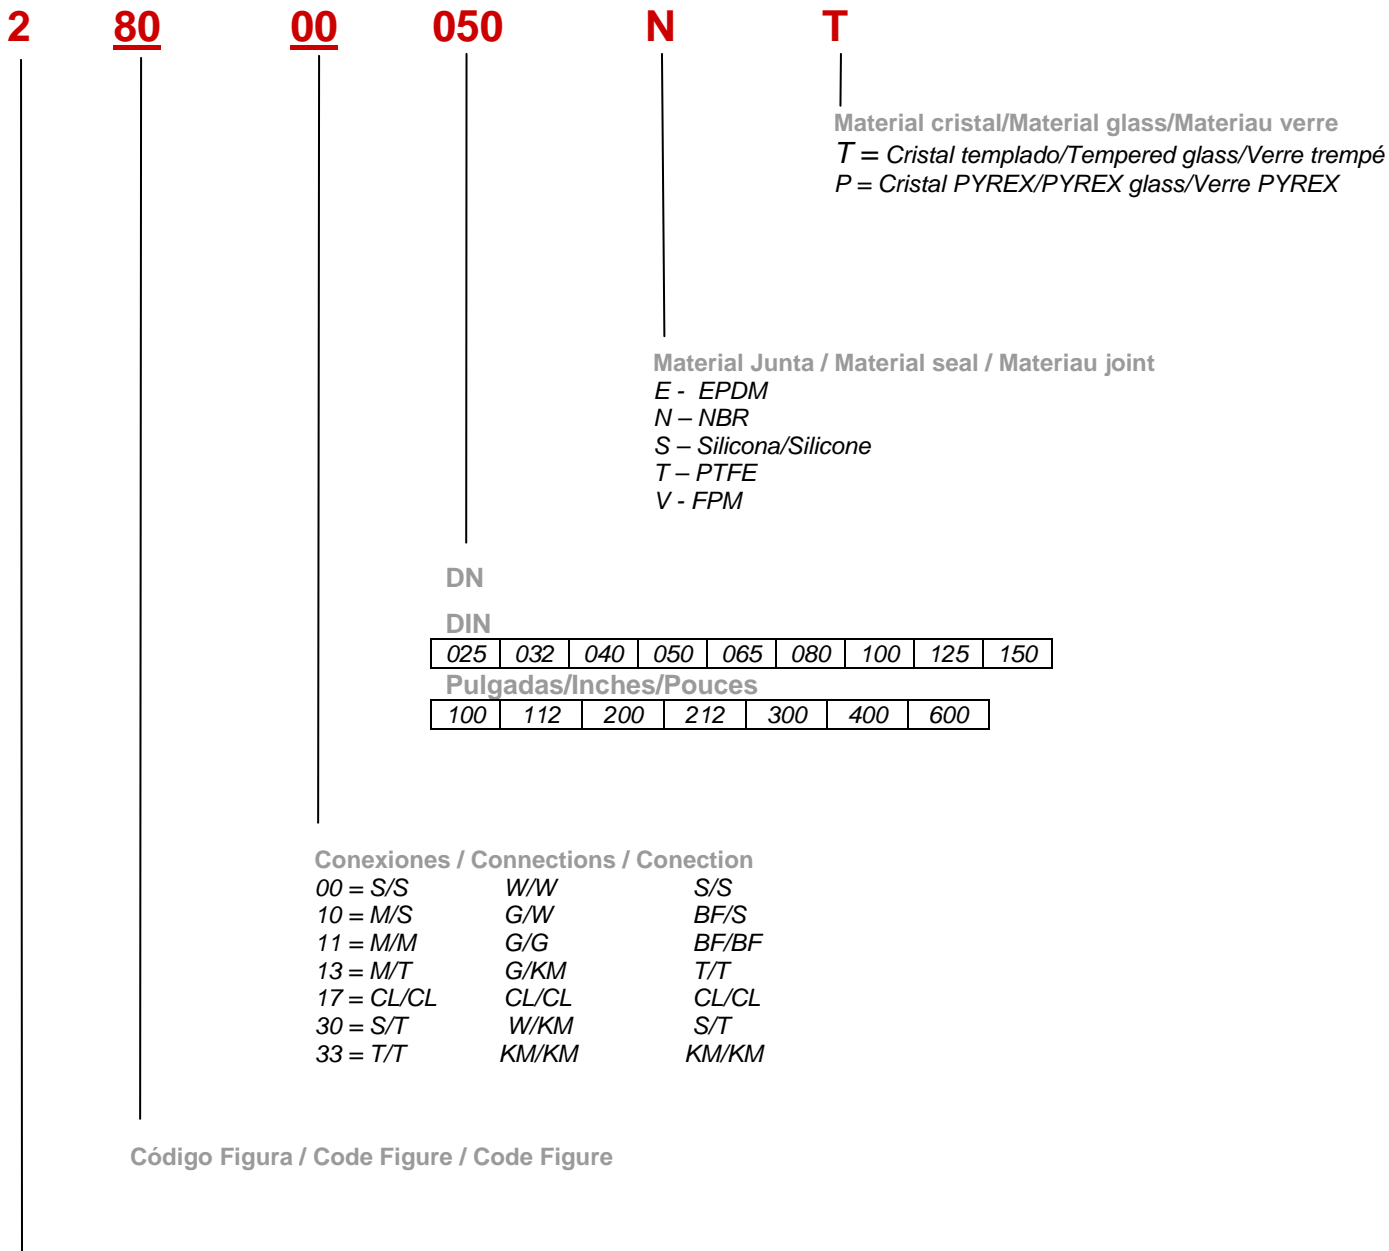 2 80 00 050 N T
Material cristal/Material glass/Materiau verre
T = Cristal templado/Tempered glass/Verre trempé
P = Cristal PYREX/PYREX glass/Verre PYREX
Material Junta / Material seal / Materiau joint
E - EPDM
N – NBR
S – Silicona/Silicone
T – PTFE
V - FPM
DN
DIN
025 032 040 050 065 080 100 125 150
Pulgadas/Inches/Pouces
100 112 200 212 300 400 600
Conexiones / Connections / Conection
00 = S/S W/W S/S
10 = M/S G/W BF/S
11 = M/M G/G BF/BF
13 = M/T G/KM T/T
17 = CL/CL CL/CL CL/CL
30 = S/T W/KM S/T
33 = T/T KM/KM KM/KM
Código Figura / Code Figure / Code Figure